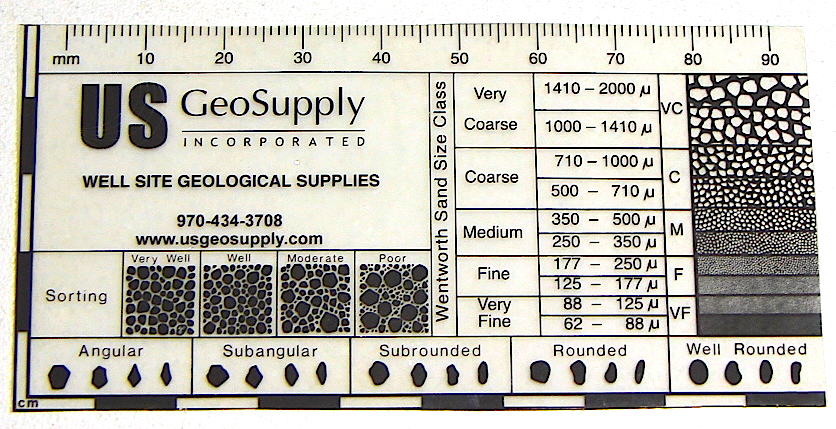 mm 10 20 30 40 50 60 70 80 90
US GeoSupply
INCORPORATED
WELL SITE GEOLOGICAL SUPPLIES
970-434-3708
www.usgeosupply.com
Sorting
Very Well
Well
Moderate
Poor
Wentworth Sand Size Class
Very
Coarse
1410 – 2000 µ
1000 – 1410 µ
VC
Coarse
710 – 1000 µ
500 – 710 µ
C
Medium
350 – 500 µ
250 – 350 µ
M
Fine
177 – 250 µ
125 – 177 µ
F
Very
Fine
88 – 125 µ
62 – 88 µ
VF
Angular
Subangular
Subrounded
Rounded
Well Rounded
cm